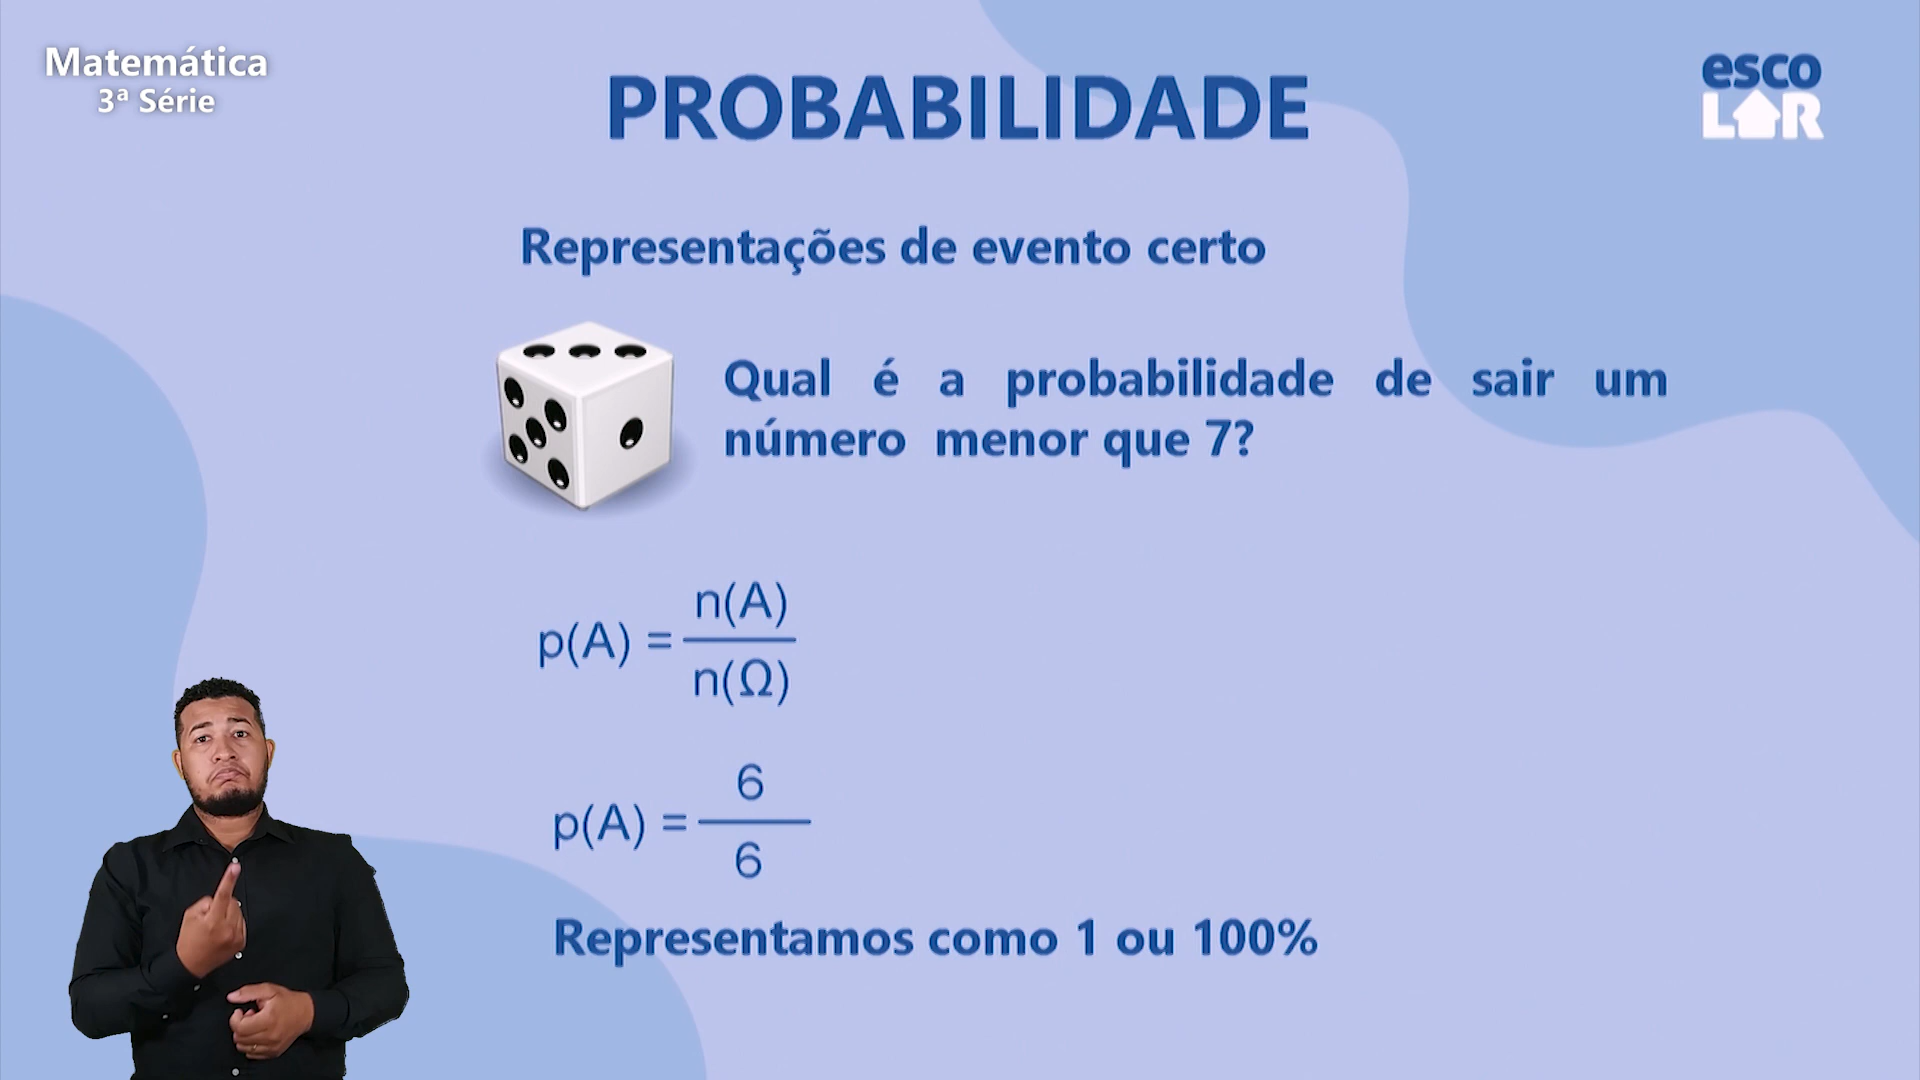 Matemática
3ª Série
PROBABILIDADE
esco
LAR
Representações de evento certo
Qual é a probabilidade de sair um
número menor que 7?
p(A) = n(A)
n(Ω)
p(A) = 6
6
Representamos como 1 ou 100%